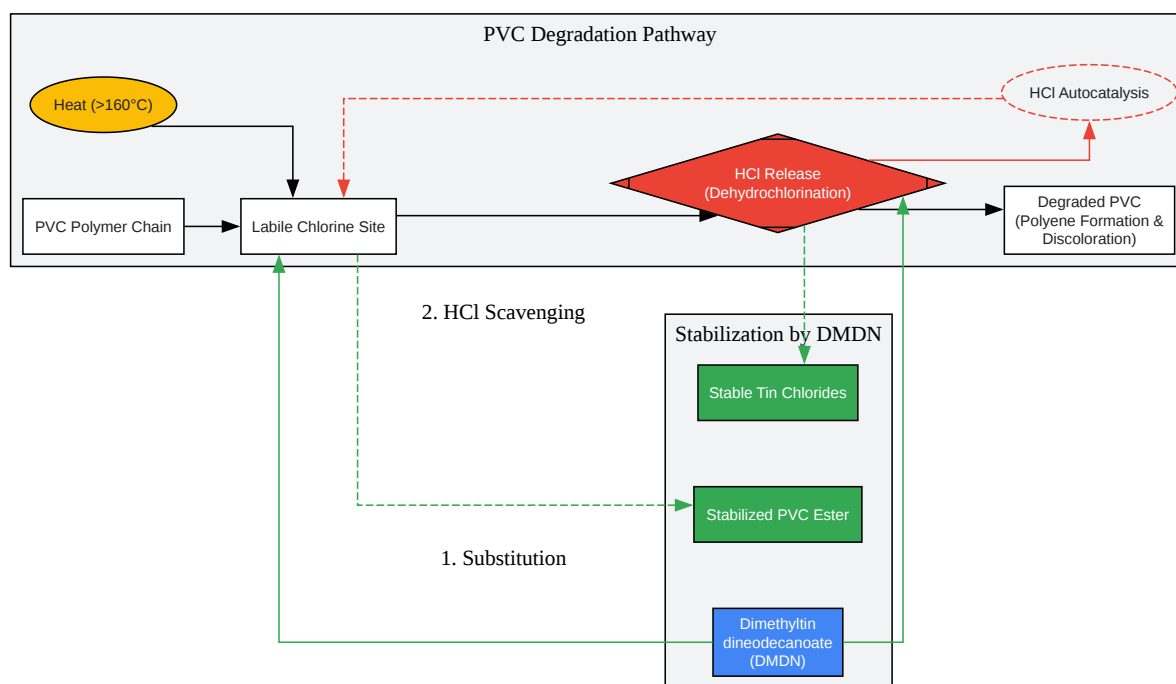 PVC Degradation Pathway
Heat (>160°C)
HCl Autocatalysis
HCl Release
(Dehydrochlorination)
PVC Polymer Chain
Labile Chlorine Site
Degraded PVC
(Polyene Formation &
Discoloration)
2. HCl Scavenging
Stabilization by DMDN
Stable Tin Chlorides
Stabilized PVC Ester
1. Substitution
Dimethyltin
dineodecanoate
(DMDN)